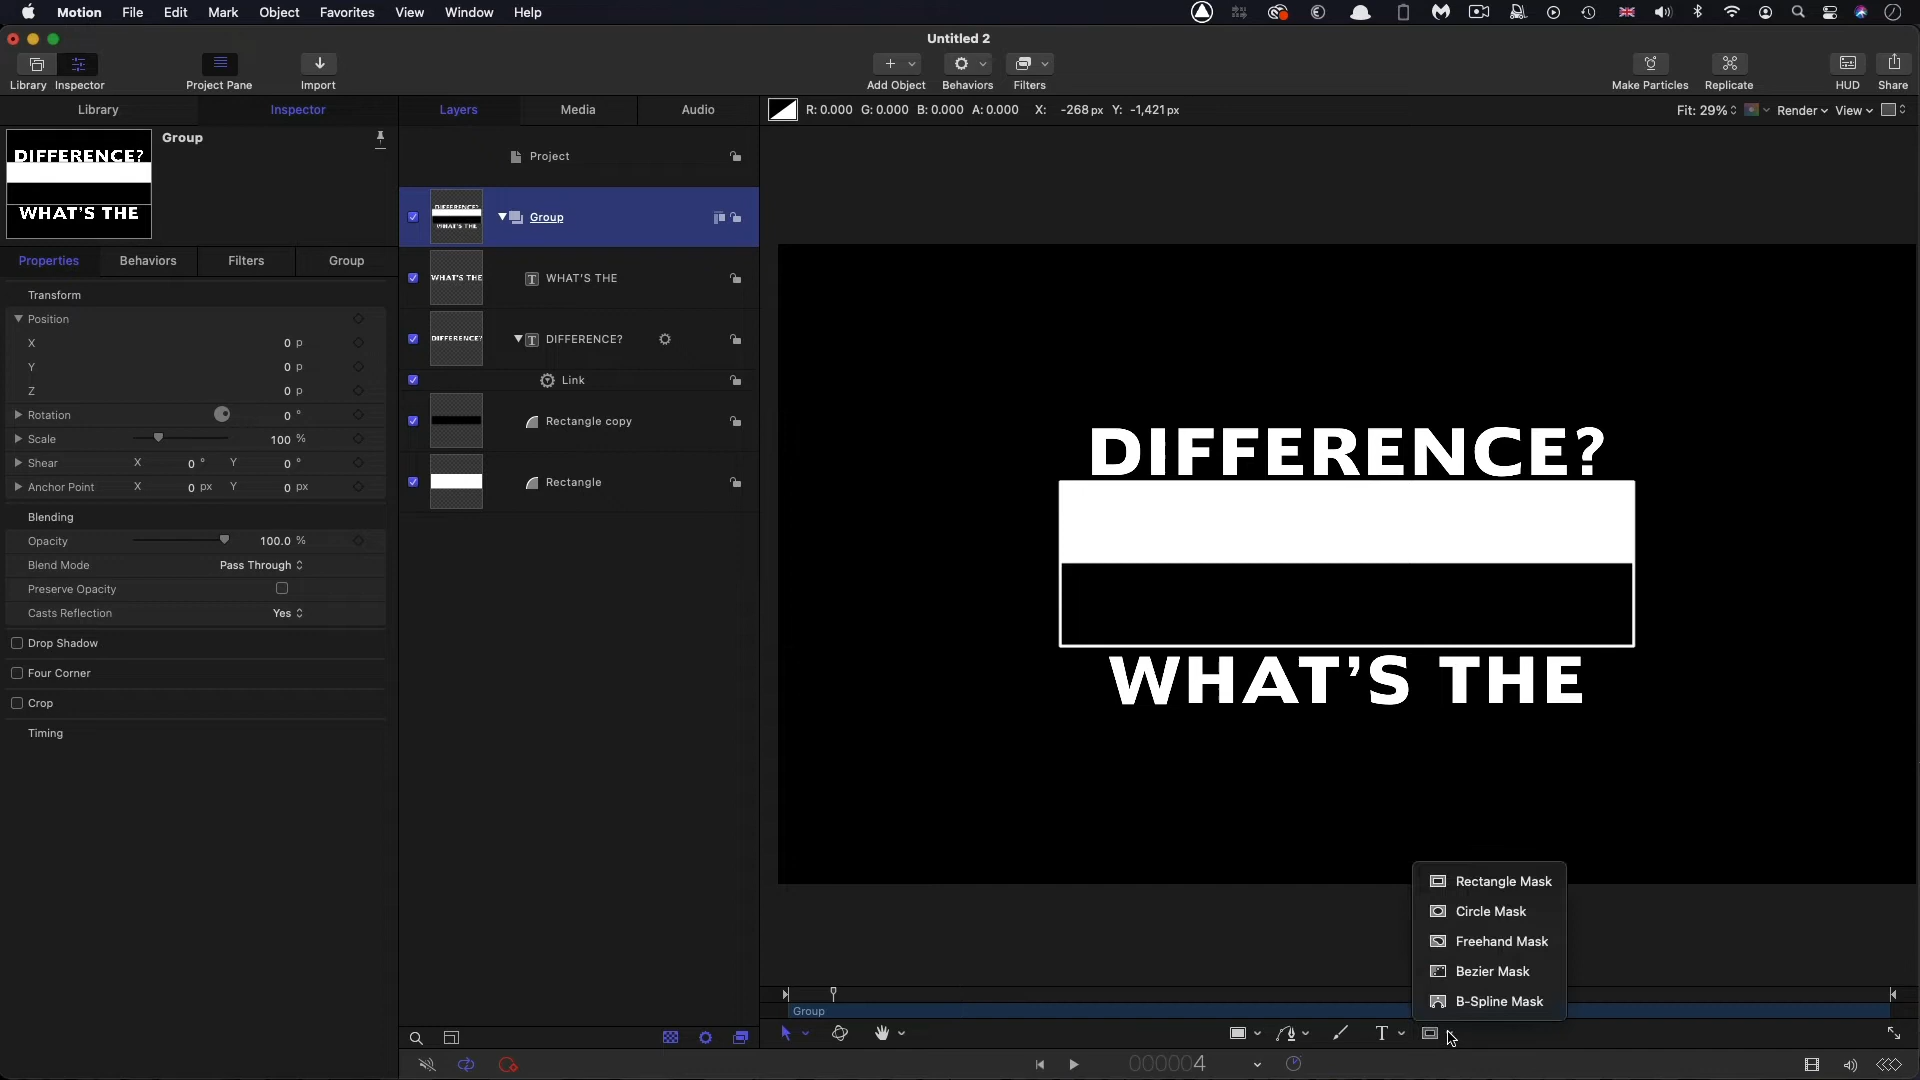 Motion File Edit Mark Object Favorites View Window Help
Untitled 2
Library Inspector Project Pane Import Add Object Behaviors Filters Make Particles Replicate HUD Share
Library Inspector Layers Media Audio R: 0.000 G: 0.000 B: 0.000 A: 0.000 X: -268 px Y: -1,421 px Fit: 29% Render View
DIFFERENCE?
WHAT'S THE
Group
Properties Behaviors Filters Group
Transform
Position
X 0 p
Y 0 p
Z 0 p
Rotation 0 °
Scale 100 %
Shear X 0 ° Y 0 °
Anchor Point X 0 px Y 0 px
Blending
Opacity 100.0 %
Blend Mode Pass Through
Preserve Opacity
Casts Reflection Yes
Drop Shadow
Four Corner
Crop
Timing
Project
DIFFERENCE?
WHAT'S THE
Group
WHAT'S THE WHAT'S THE
DIFFERENCE? DIFFERENCE?
Link
Rectangle copy
Rectangle
DIFFERENCE?
WHAT'S THE
Rectangle Mask
Circle Mask
Freehand Mask
Bezier Mask
B-Spline Mask
Group
T
000004